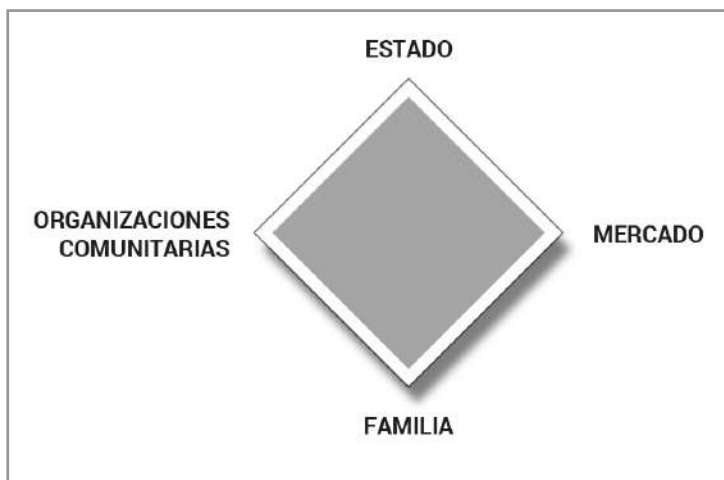 ESTADO
ORGANIZACIONES
COMUNITARIAS
MERCADO
FAMILIA